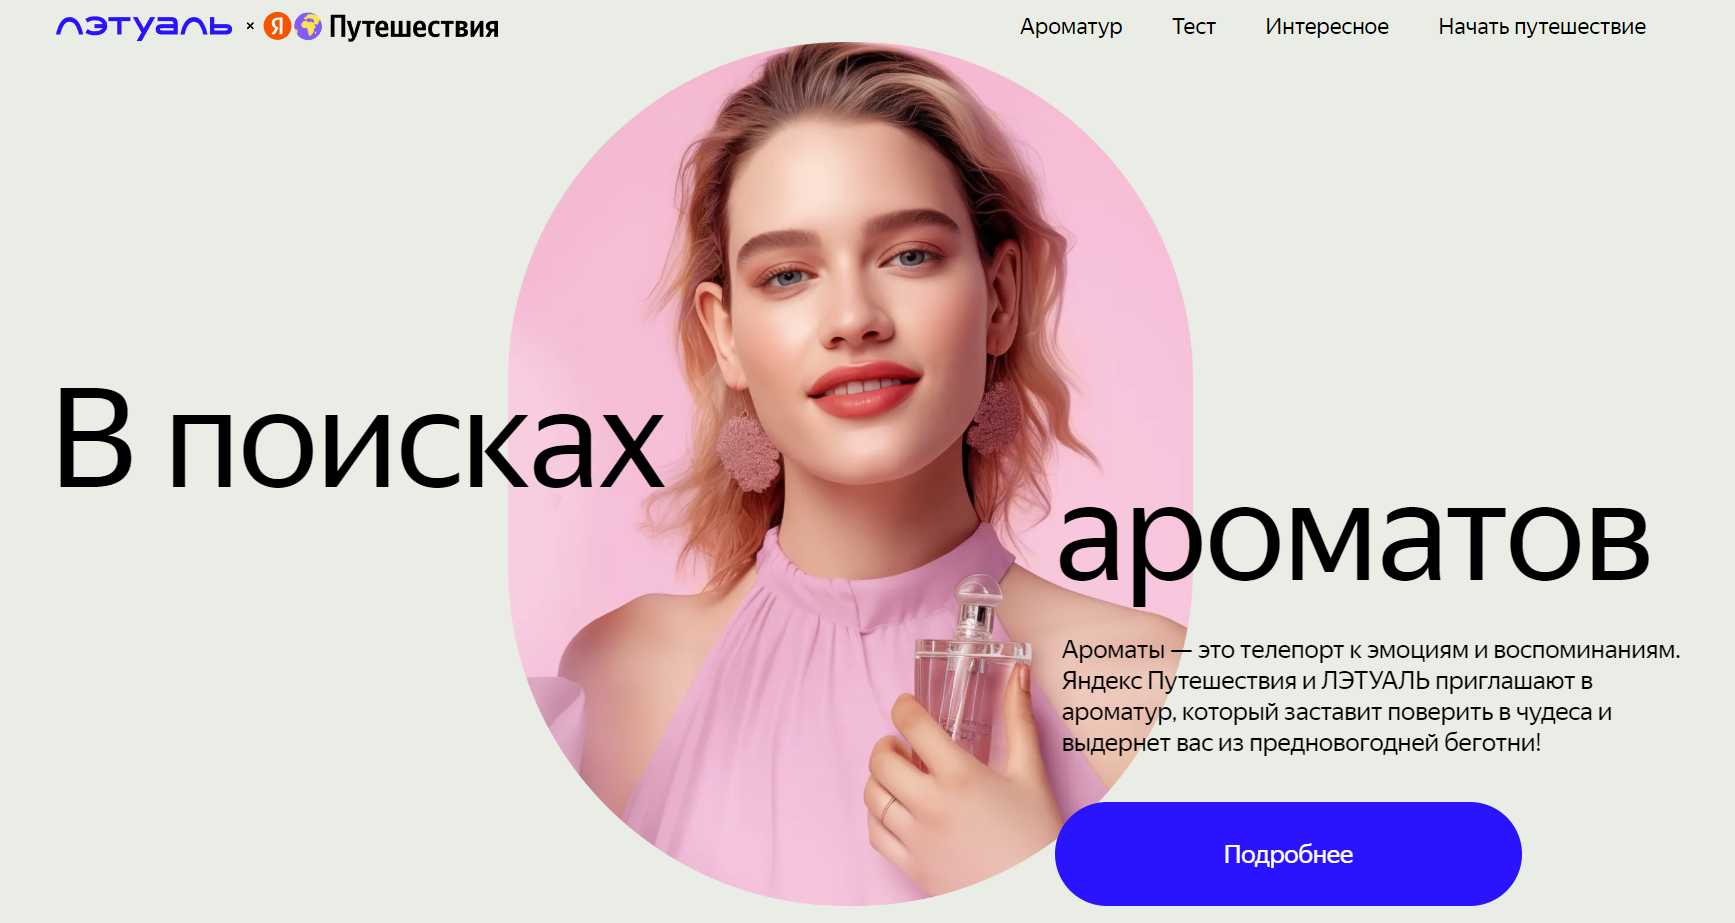 ЛЭТУАЛЬ × Я Путешествия
Ароматур Тест Интересное Начать путешествие
В поисках
ароматов
Ароматы — это телепорт к эмоциям и воспоминаниям.
Яндекс Путешествия и ЛЭТУАЛЬ приглашают в
ароматур, который заставит поверить в чудеса и
выдернет вас из предновогодней беготни!
Подробнее